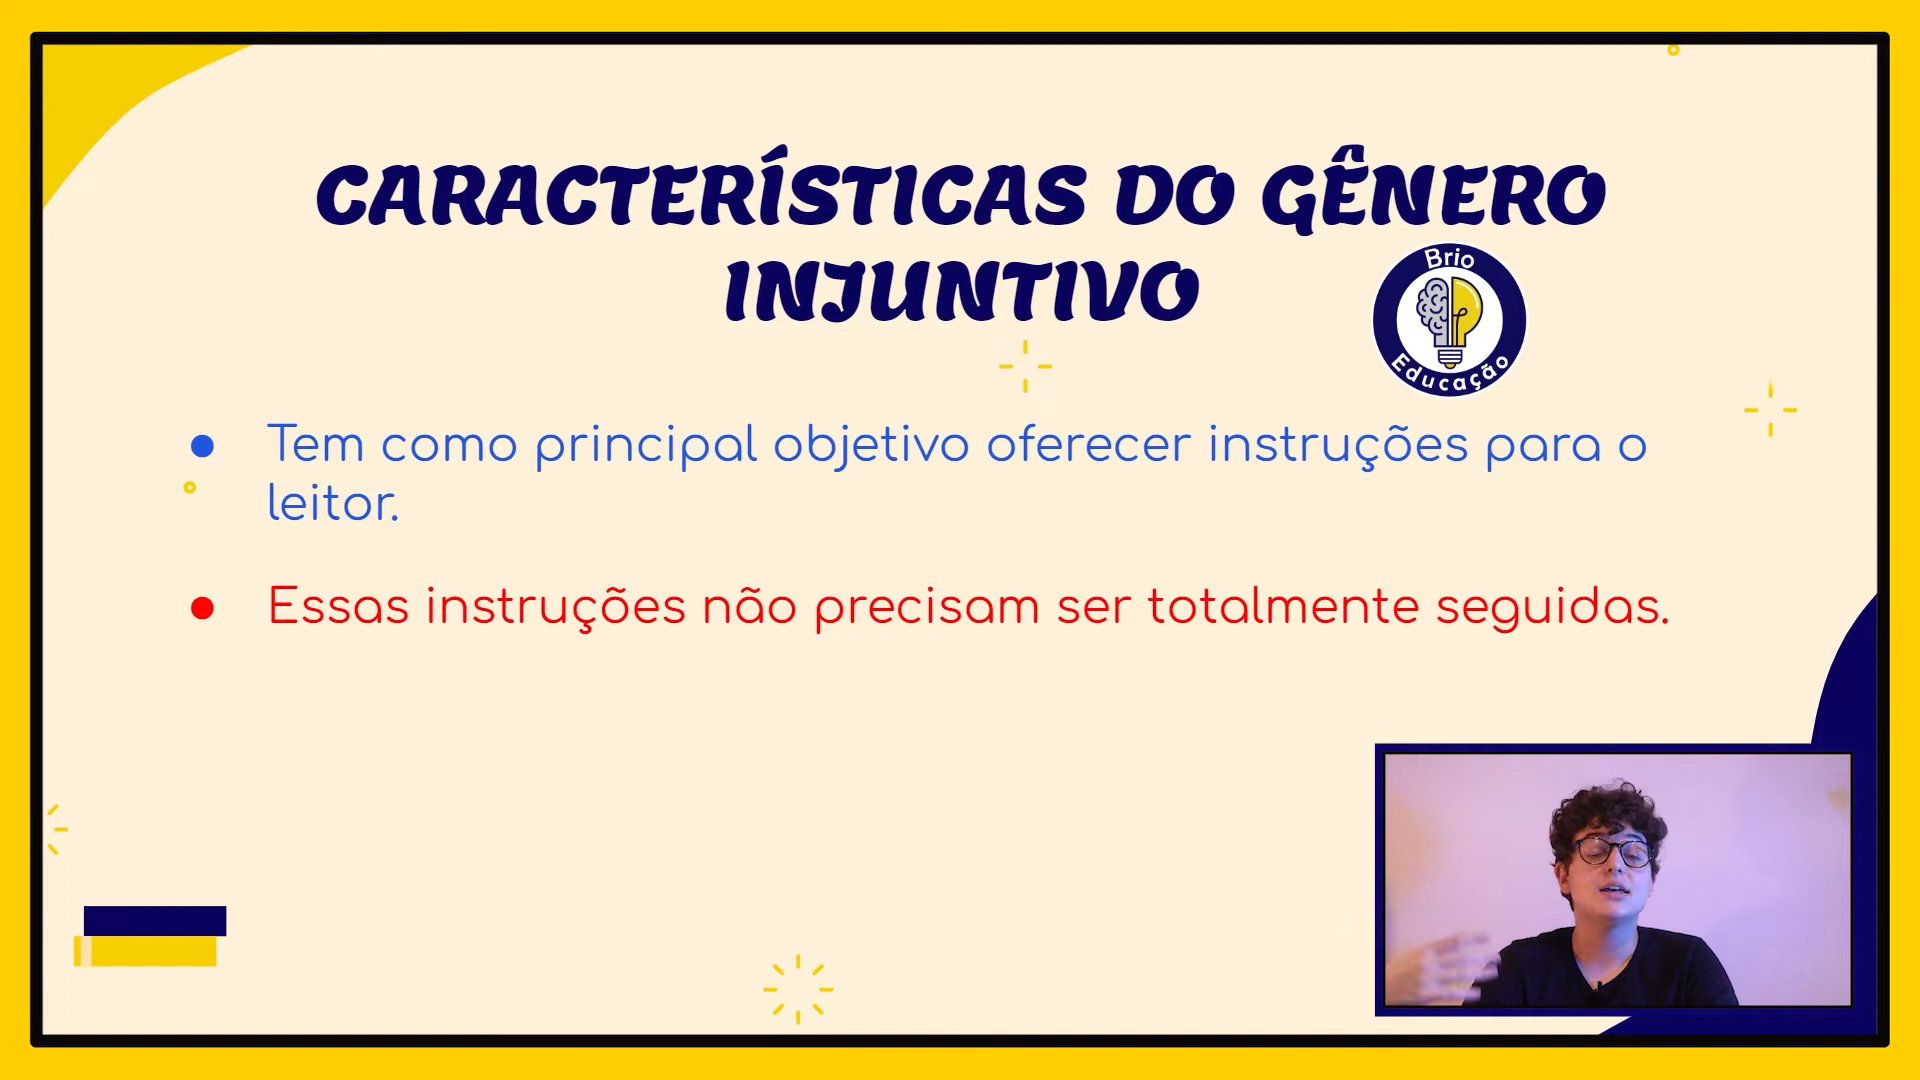 CARACTERÍSTICAS DO GÊNERO
INJUNTIVO
Brio
Educação
Tem como principal objetivo oferecer instruções para o
leitor.
Essas instruções não precisam ser totalmente seguidas.